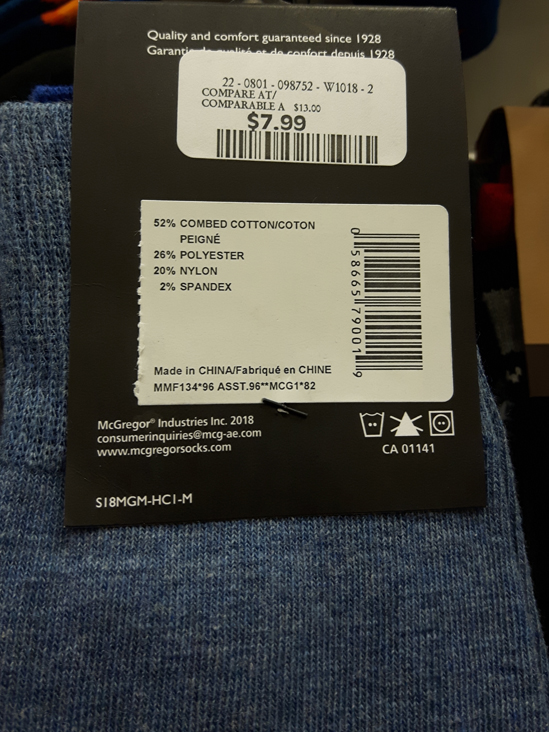 Quality and comfort guaranteed since 1928
Garantie de qualité et de confort depuis 1928
22 - 0801 - 098752 - W1018 - 2
COMPARE AT/
COMPARABLE A $13.00
$7.99
52% COMBED COTTON/COTON
PEIGNÉ
26% POLYESTER
20% NYLON
2% SPANDEX
0 58665 79001 9
Made in CHINA/Fabriqué en CHINE
MMF134*96 ASST.96**MCG1*82
McGregor® Industries Inc. 2018
consumerinquiries@mcg-ae.com
www.mcgregorsocks.com
CA 01141
S18MGM-HC1-M